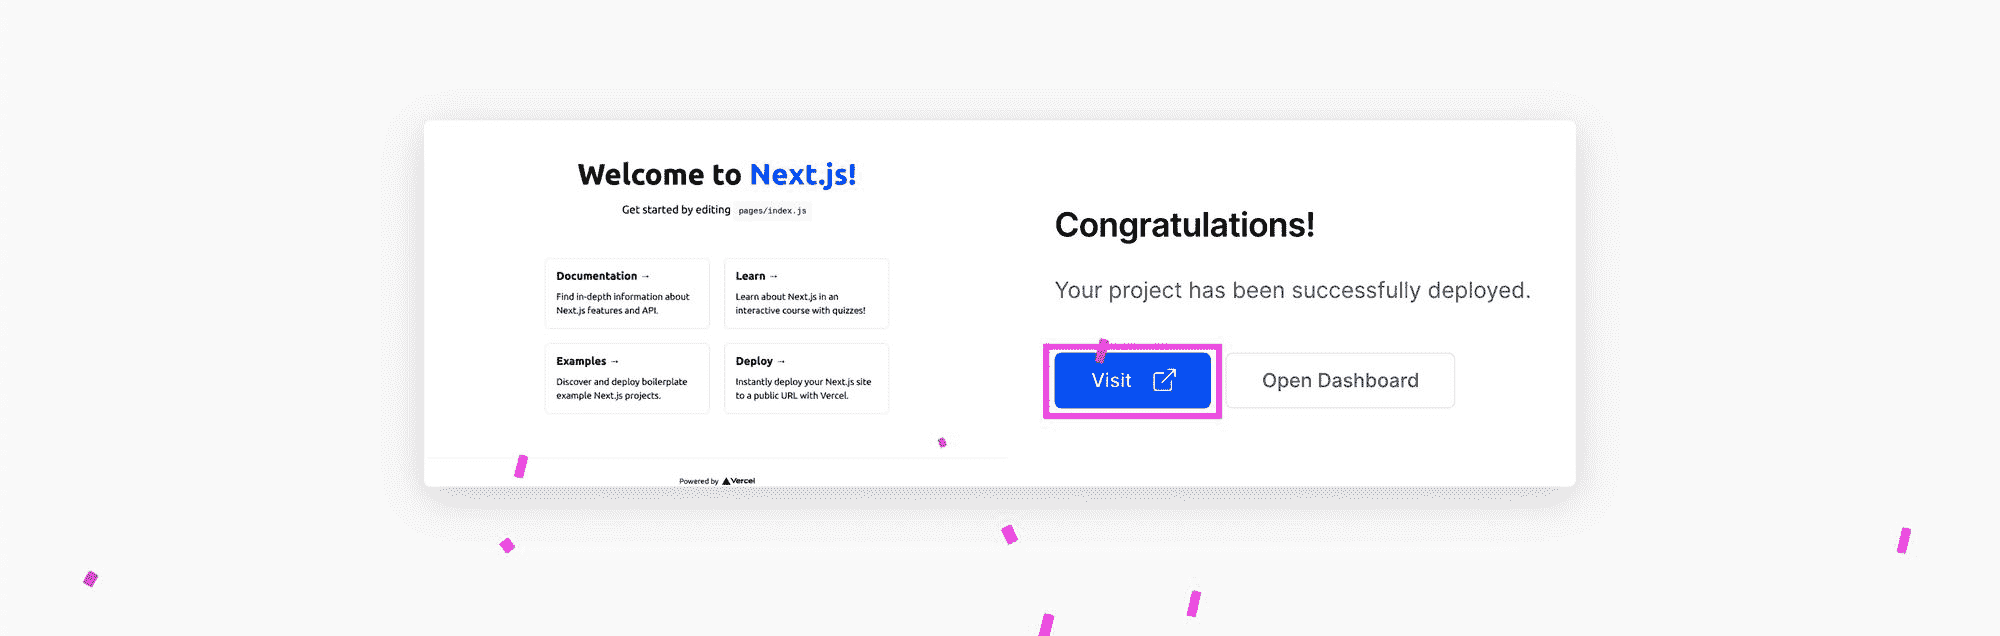 Welcome to Next.js!
Get started by editing pages/index.js
Documentation →
Find in-depth information about
Next.js features and API.
Learn →
Learn about Next.js in an
interactive course with quizzes!
Examples →
Discover and deploy boilerplate
example Next.js projects.
Deploy →
Instantly deploy your Next.js site
to a public URL with Vercel.
Powered by Vercel
Congratulations!
Your project has been successfully deployed.
Visit
Open Dashboard